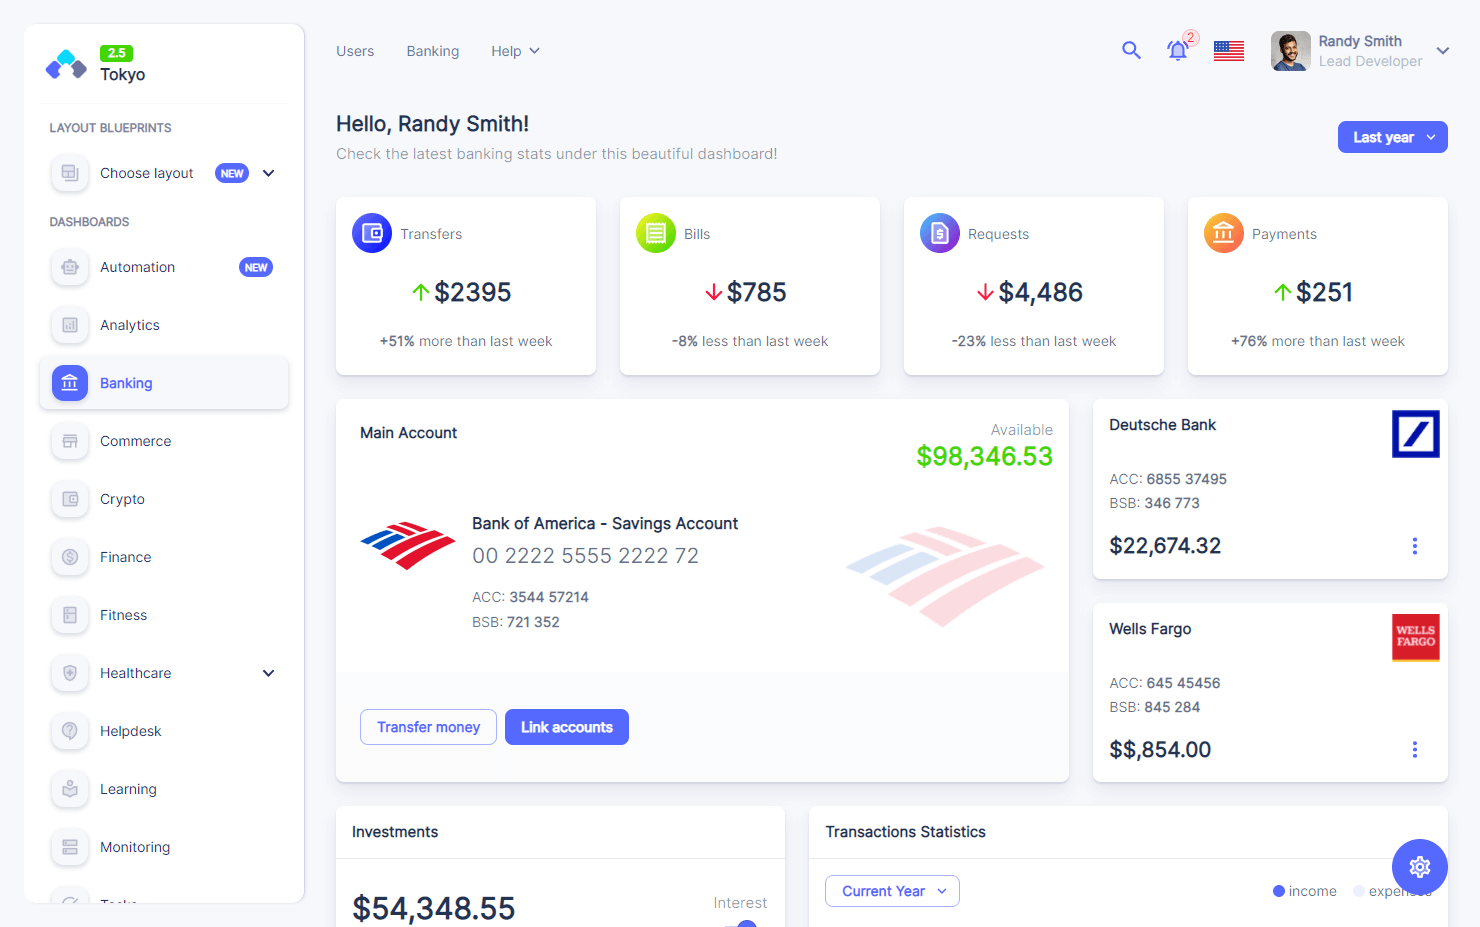 2.5
Tokyo
LAYOUT BLUEPRINTS
Choose layout NEW
DASHBOARDS
Automation NEW
Analytics
Banking
Commerce
Crypto
Finance
Fitness
Healthcare
Helpdesk
Learning
Monitoring
Tasks
Users Banking Help
2
Randy Smith
Lead Developer
Hello, Randy Smith!
Check the latest banking stats under this beautiful dashboard!
Last year
Transfers
$2395
+51% more than last week
Bills
$785
-8% less than last week
Requests
$4,486
-23% less than last week
Payments
$251
+76% more than last week
Main Account
Available
$98,346.53
Bank of America - Savings Account
00 2222 5555 2222 72
ACC: 3544 57214
BSB: 721 352
Transfer money Link accounts
Deutsche Bank
ACC: 6855 37495
BSB: 346 773
$22,674.32
Wells Fargo
WELLS
FARGO
ACC: 645 45456
BSB: 845 284
$$,854.00
Investments
$54,348.55
Interest
Transactions Statistics
Current Year
income expenses